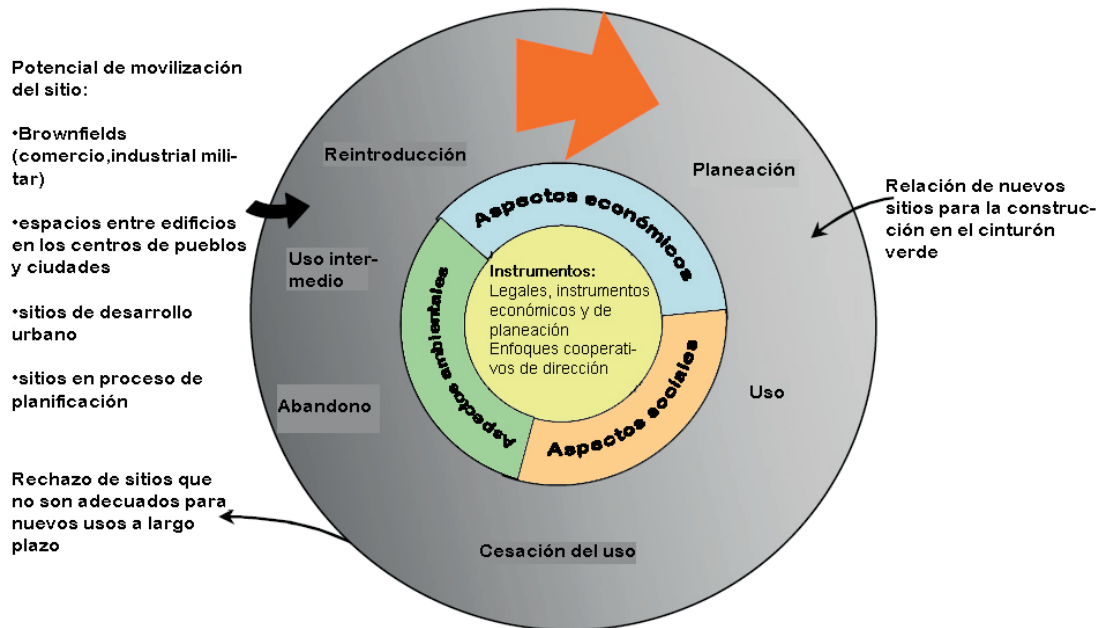 Potencial de movilización
del sitio:
•Brownfields
(comercio,industrial mili-
tar)
•espacios entre edificios
en los centros de pueblos
y ciudades
•sitios de desarrollo
urbano
•sitios en proceso de
planificación
Rechazo de sitios que
no son adecuados para
nuevos usos a largo
plazo
Reintroducción
Uso inter-
medio
Abandono
Cesación del uso
Uso
Planeación
Aspectos económicos
Aspectos ambientales
Aspectos sociales
Instrumentos:
Legales, instrumentos
económicos y de
planeación
Enfoques cooperati-
vos de dirección
Relación de nuevos
sitios para la construc-
ción en el cinturón
verde